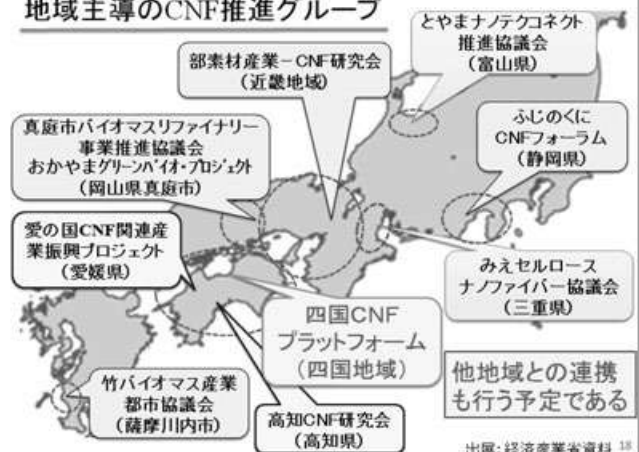 地域主導のCNF推進グループ
とやまナノテクコネクト
推進協議会
(富山県)
部素材産業-CNF研究会
(近畿地域)
ふじのくに
CNFフォーラム
(静岡県)
真庭市バイオマスリファイナリー
事業推進協議会
おかやまグリーンバイオ・プロジェクト
(岡山県真庭市)
愛の国CNF関連産
業振興プロジェクト
(愛媛県)
みえセルロース
ナノファイバー協議会
(三重県)
四国CNF
プラットフォーム
(四国地域)
竹バイオマス産業
都市協議会
(薩摩川内市)
高知CNF研究会
(高知県)
他地域との連携
も行う予定である
出展:経済産業省資料 18